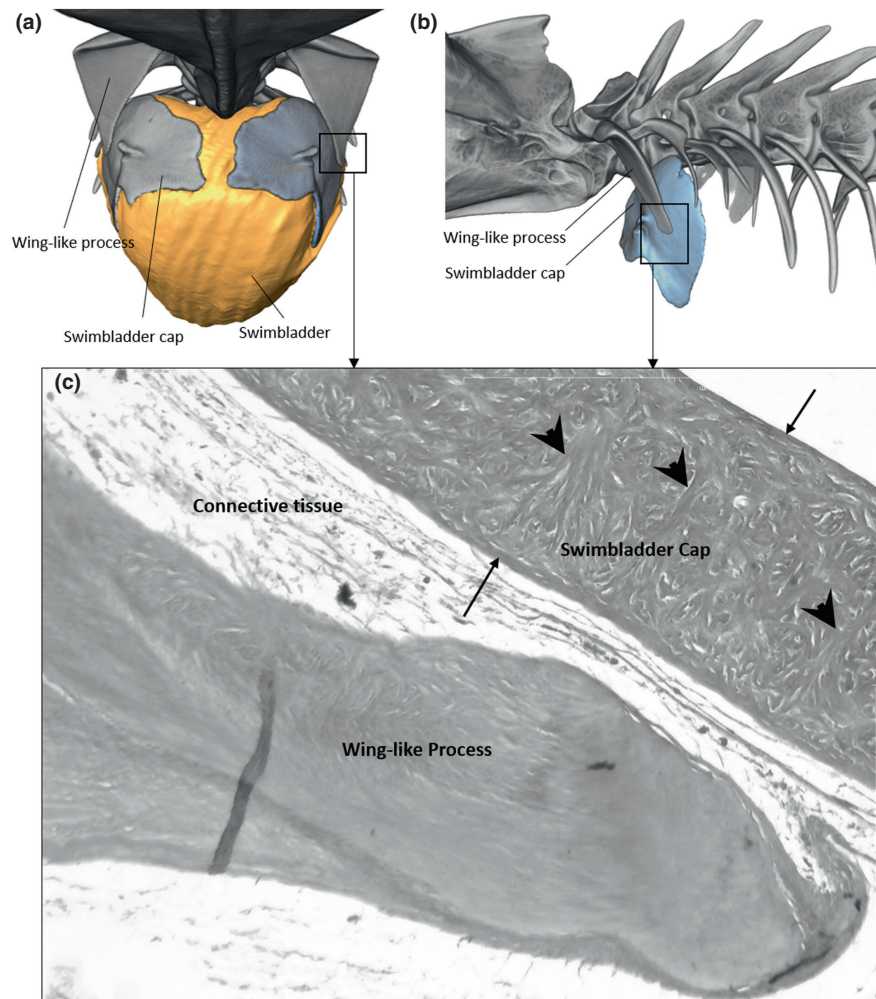 (a)
Wing-like process
Swimbladder cap
Swimbladder
(b)
Wing-like process
Swimbladder cap
(c)
Connective tissue
Swimbladder Cap
Wing-like Process